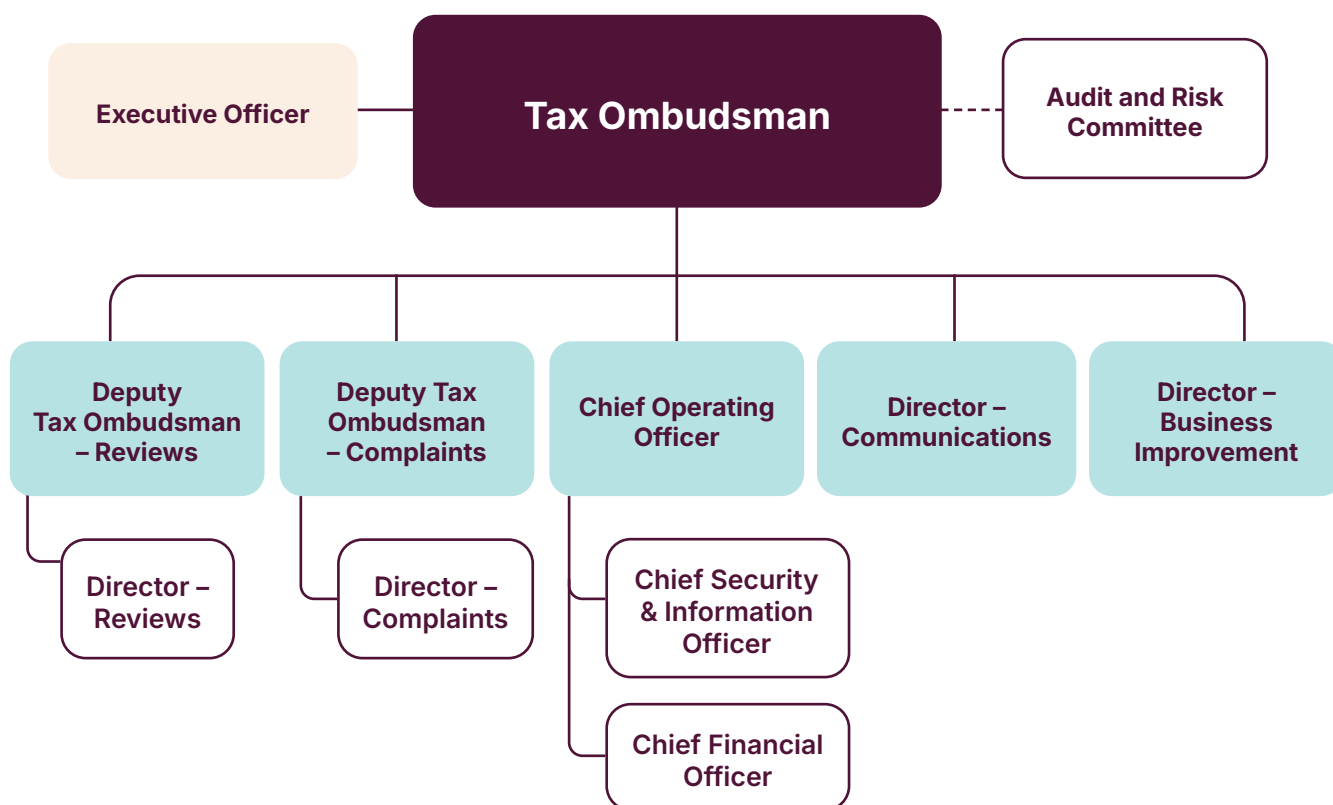 Executive Officer
Tax Ombudsman
Audit and Risk
Committee
Deputy
Tax Ombudsman
– Reviews
Deputy Tax
Ombudsman
– Complaints
Chief Operating
Officer
Director –
Communications
Director –
Business
Improvement
Director –
Reviews
Director –
Complaints
Chief Security
& Information
Officer
Chief Financial
Officer